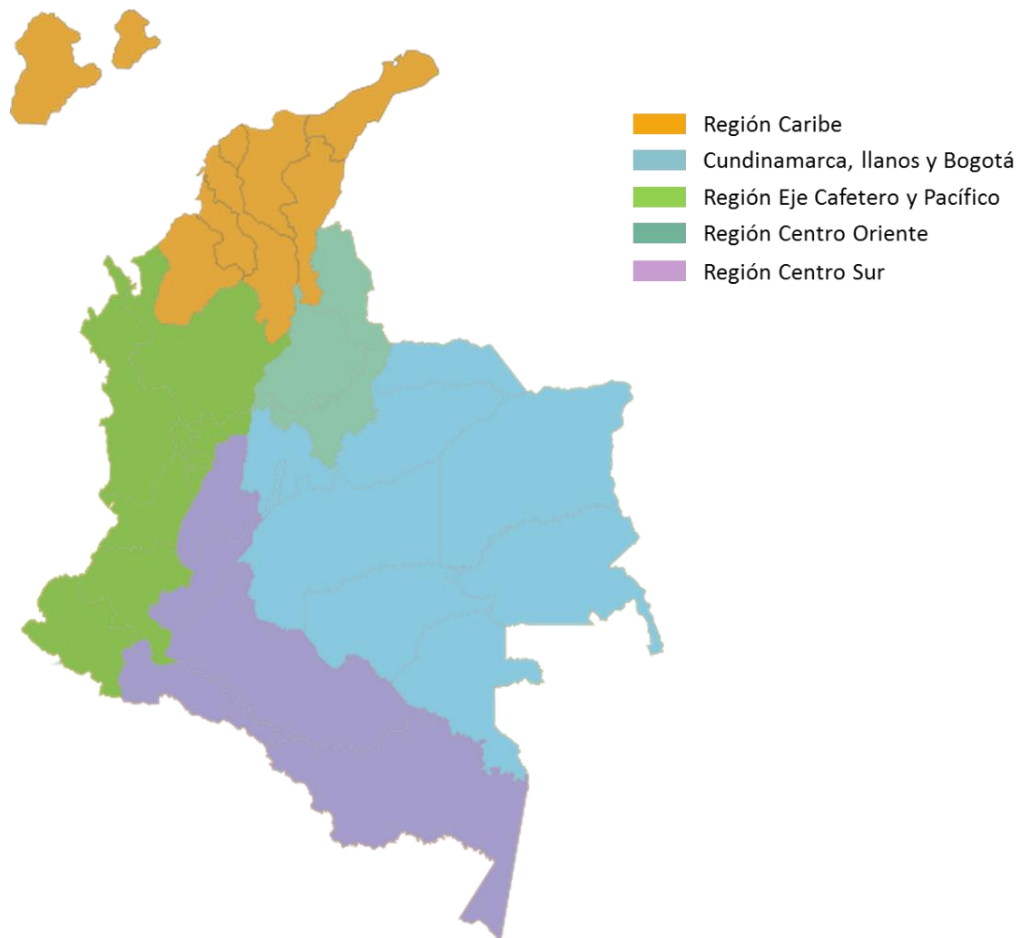 Región Caribe
Cundinamarca, llanos y Bogotá
Región Eje Cafetero y Pacífico
Región Centro Oriente
Región Centro Sur